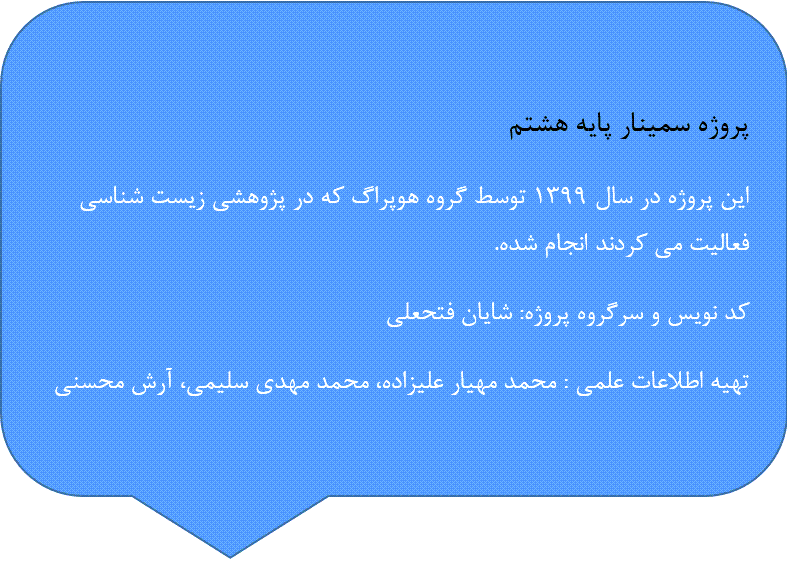 پروژه سمینار پایه هشتم
این پروژه در سال ۱۳۹۹ توسط گروه هوپراگ که در پژوهشی زیست شناسی
فعالیت می کردند انجام شده.
کد نویس و سرگروه پروژه: شایان فتحعلی
تهیه اطلاعات علمی : محمد مهیار علیزاده، محمد مهدی سلیمی، آرش محسنی